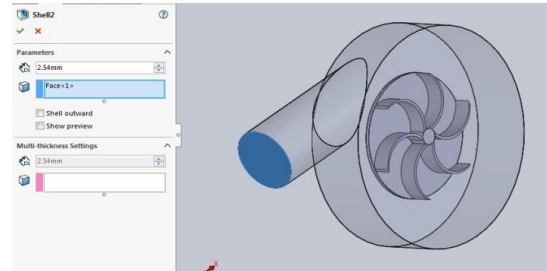 Shell2
Parameters
2.54mm
Face<1>
Shell outward
Show preview
Multi-thickness Settings
2.54mm
X